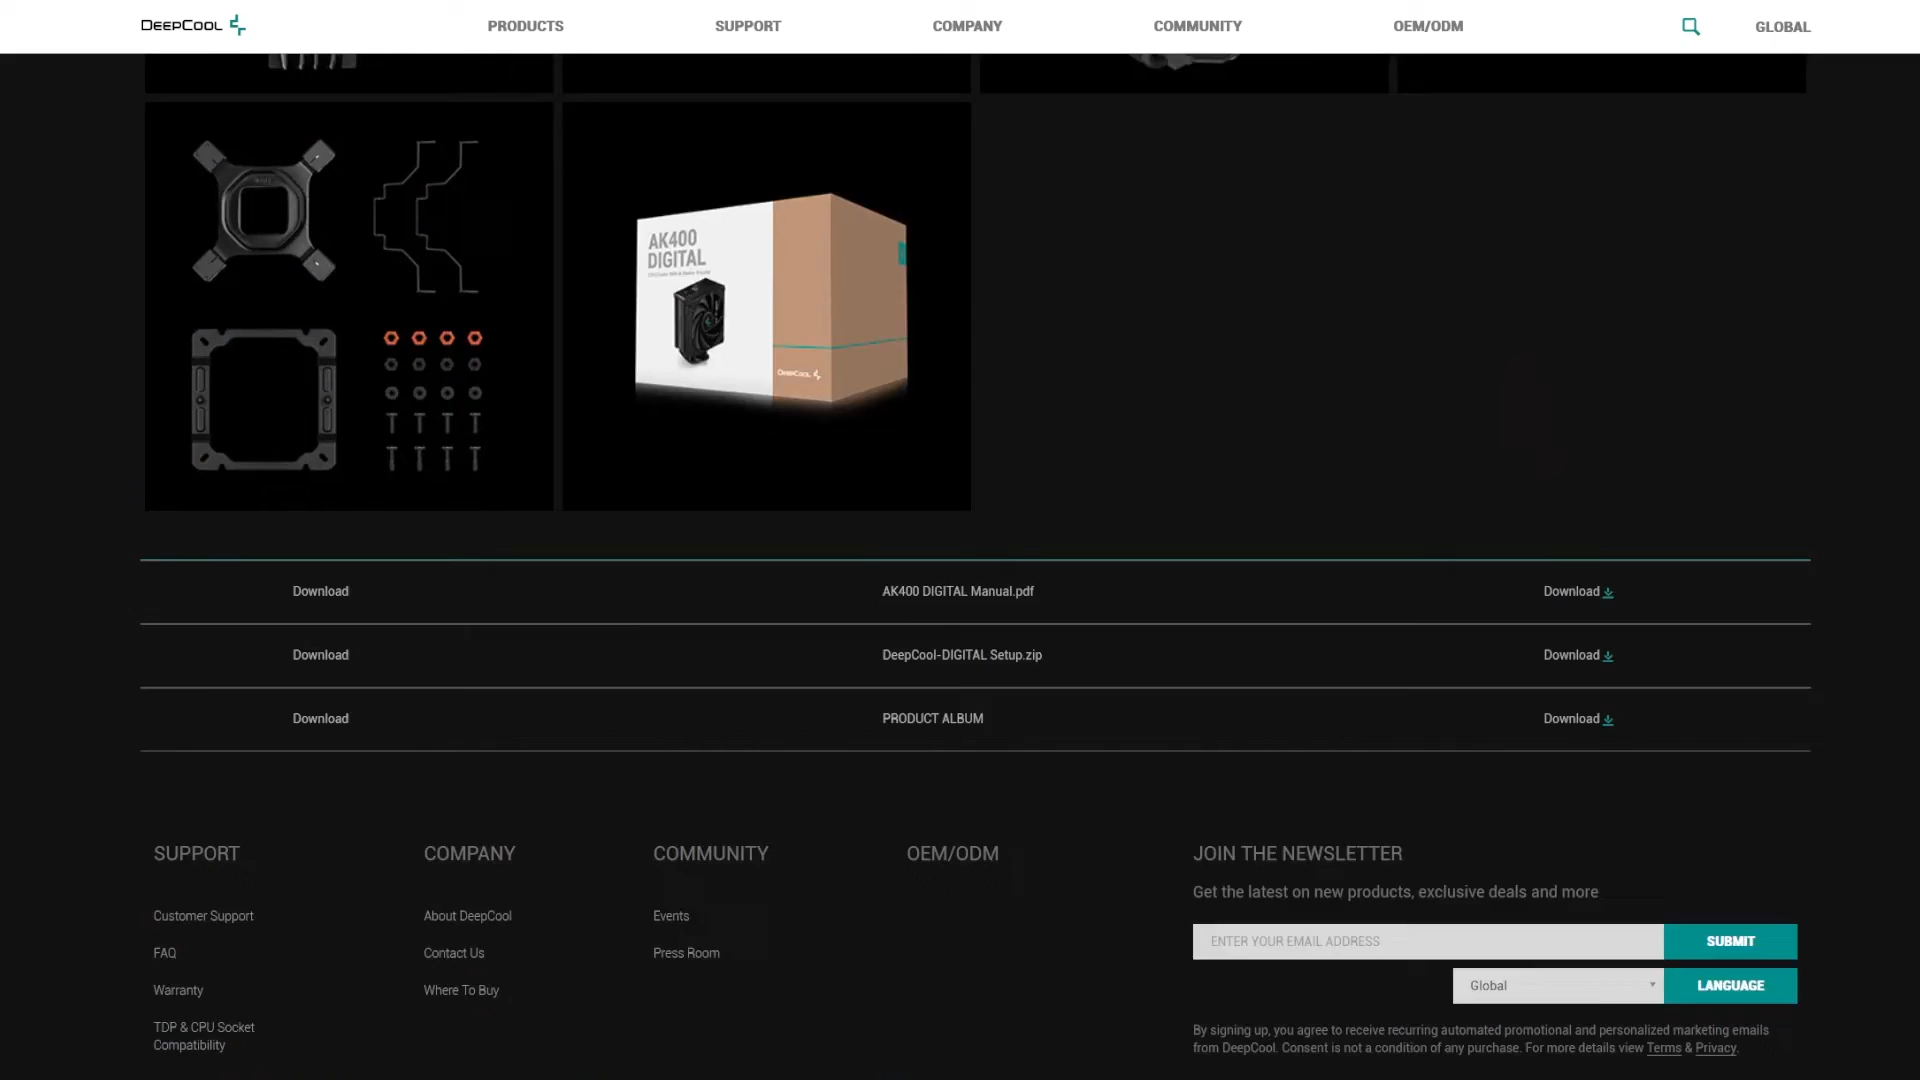 DEEPCOOL
PRODUCTS
SUPPORT
COMPANY
COMMUNITY
OEM/ODM
GLOBAL
AK400
DIGITAL
DEEPCOOL
Download
AK400 DIGITAL Manual.pdf
Download
Download
DeepCool-DIGITAL Setup.zip
Download
Download
PRODUCT ALBUM
Download
SUPPORT
Customer Support
FAQ
Warranty
TDP & CPU Socket
Compatibility
COMPANY
About DeepCool
Contact Us
Where To Buy
COMMUNITY
Events
Press Room
OEM/ODM
JOIN THE NEWSLETTER
Get the latest on new products, exclusive deals and more
ENTER YOUR EMAIL ADDRESS
SUBMIT
Global
LANGUAGE
By signing up, you agree to receive recurring automated promotional and personalized marketing emails
from DeepCool. Consent is not a condition of any purchase. For more details view Terms & Privacy.